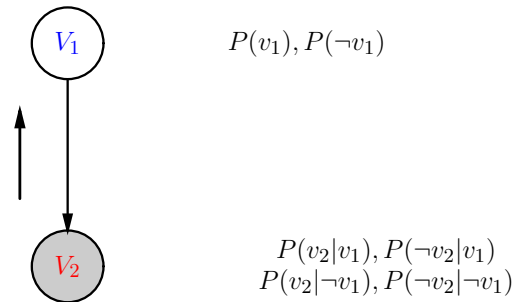 V₁
P(v₁), P(¬v₁)
V₂
P(v₂|v₁), P(¬v₂|v₁)
P(v₂|¬v₁), P(¬v₂|¬v₁)